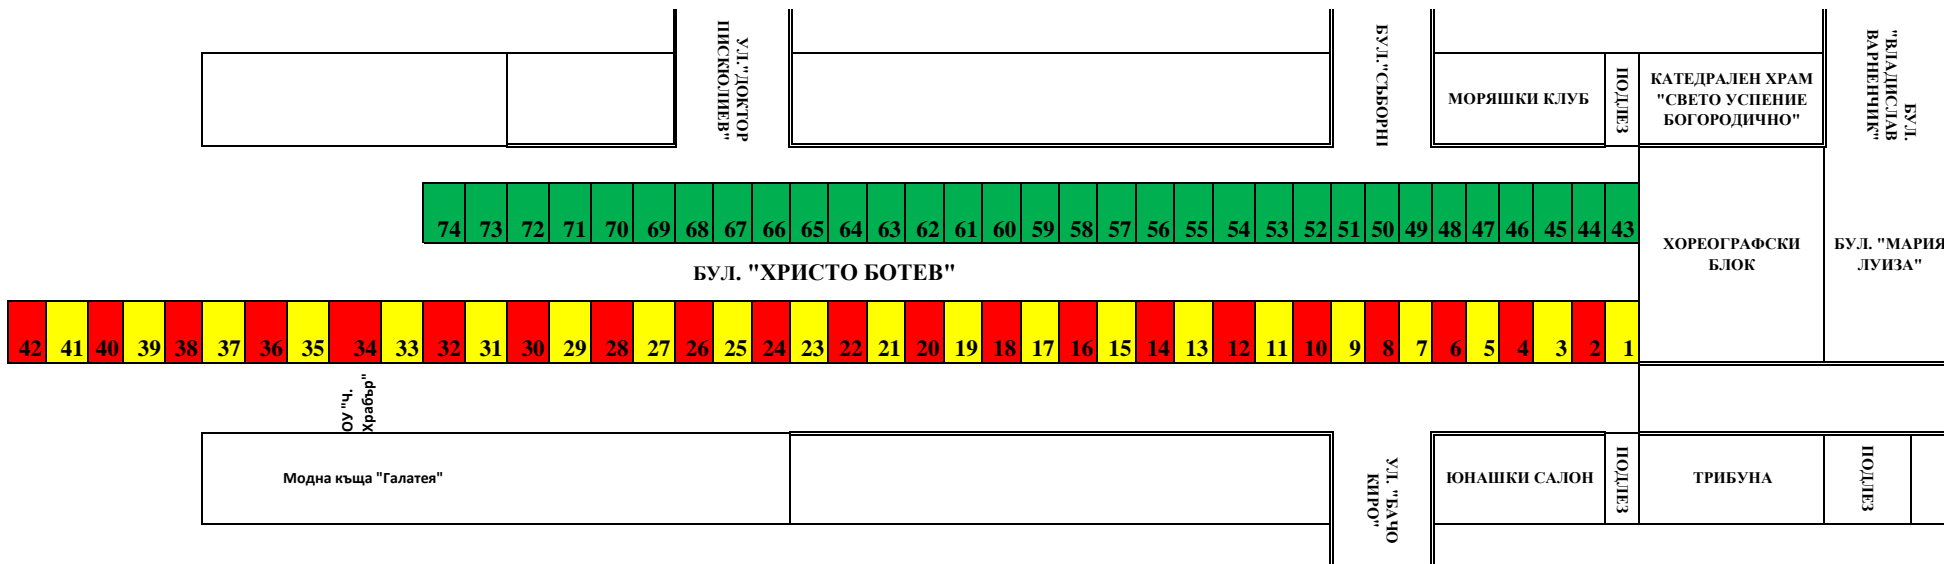 УЛ."ДОКТОР
ПИСКЮЛИЕВ"
БУЛ."СЪБОРНИ
МОРЯШКИ КЛУБ
ПОДЛЕЗ
КАТЕДРАЛЕН ХРАМ
"СВЕТО УСПЕНИЕ
БОГОРОДИЧНО"
БУЛ.
"ВЛАДИСЛАВ
ВАРНЕНЧИК"
74 73 72 71 70 69 68 67 66 65 64 63 62 61 60 59 58 57 56 55 54 53 52 51 50 49 48 47 46 45 44 43
ХОРЕОГРАФСКИ
БЛОК
БУЛ. "МАРИЯ
ЛУИЗА"
БУЛ. "ХРИСТО БОТЕВ"
42 41 40 39 38 37 36 35 34 33 32 31 30 29 28 27 26 25 24 23 22 21 20 19 18 17 16 15 14 13 12 11 10 9 8 7 6 5 4 3 2 1
ОУ "Ч.
Храбър"
Модна къща "Галатея"
УЛ. "БАЧО
КИРО"
ЮНАШКИ САЛОН
ПОДЛЕЗ
ТРИБУНА
ПОДЛЕЗ